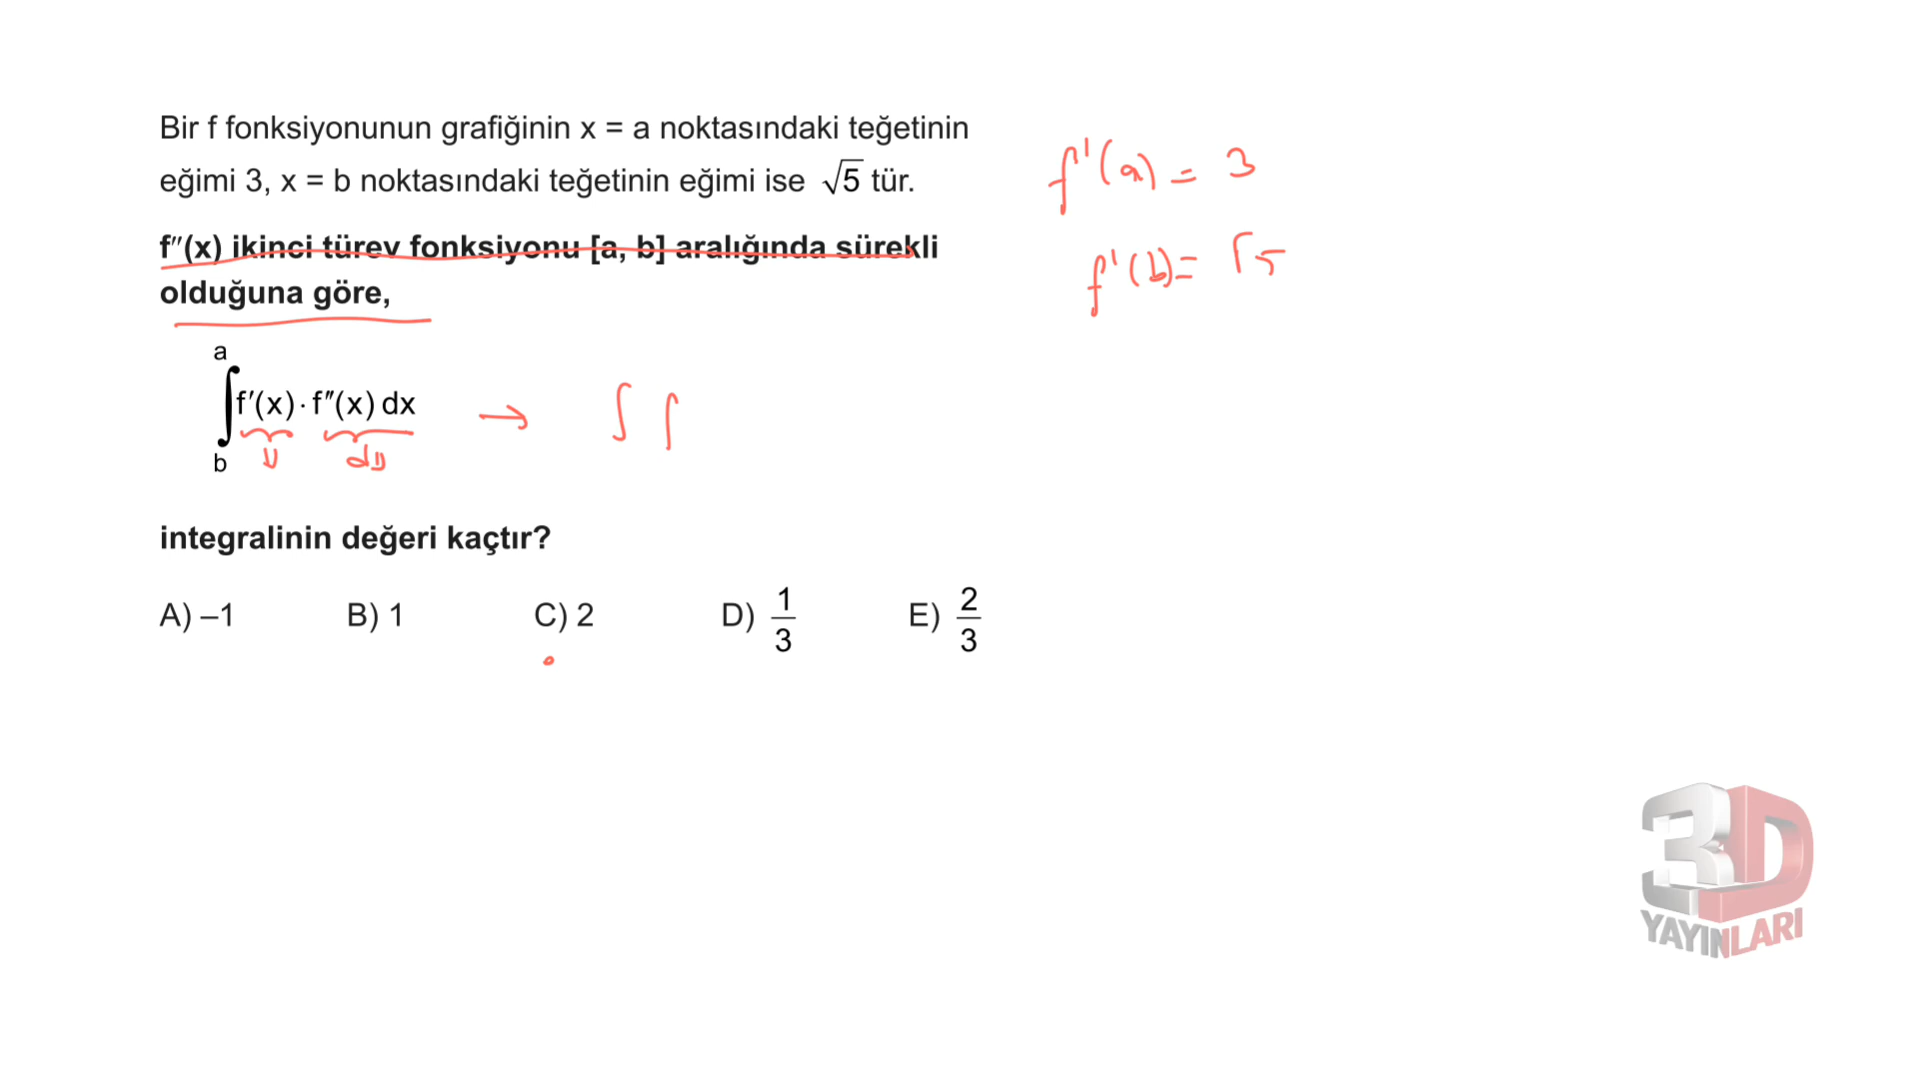 Bir f fonksiyonunun grafiğinin x = a noktasındaki teğetinin
eğimi 3, x = b noktasındaki teğetinin eğimi ise √5 tür.
f″(x) ikinci türev fonksiyonu [a, b] aralığında sürekli
olduğuna göre,
a
∫ f′(x) · f″(x) dx → ∫ ∫
b
u du
integralinin değeri kaçtır?
A) –1 B) 1 C) 2 D) 1/3 E) 2/3
f'(a) = 3
f'(b) = √5
3D
YAYINLARI